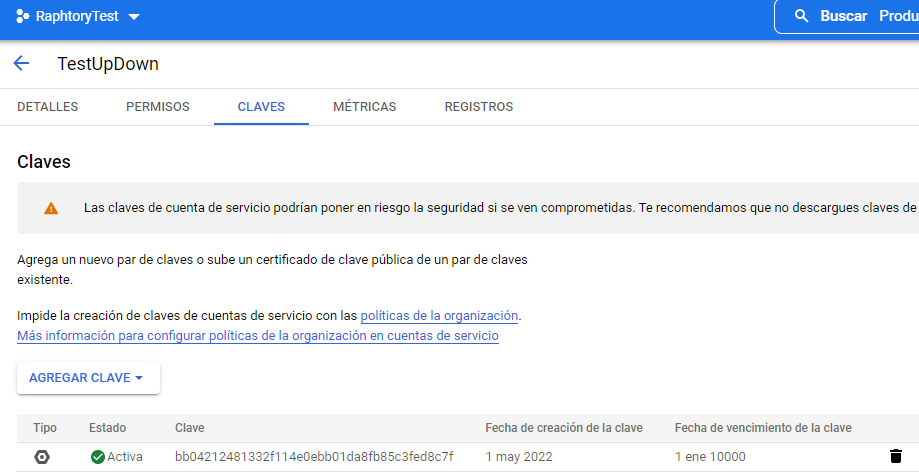 RaphtoryTest
Buscar Produ
TestUpDown
DETALLES PERMISOS CLAVES MÉTRICAS REGISTROS
Claves
Las claves de cuenta de servicio podrían poner en riesgo la seguridad si se ven comprometidas. Te recomendamos que no descargues claves de
Agrega un nuevo par de claves o sube un certificado de clave pública de un par de claves
existente.
Impide la creación de claves de cuentas de servicio con las políticas de la organización.
Más información para configurar políticas de la organización en cuentas de servicio
AGREGAR CLAVE
Tipo Estado Clave Fecha de creación de la clave Fecha de vencimiento de la clave
Activa bb04212481332f114e0ebb01da8fb85c3fed8c7f 1 may 2022 1 ene 10000